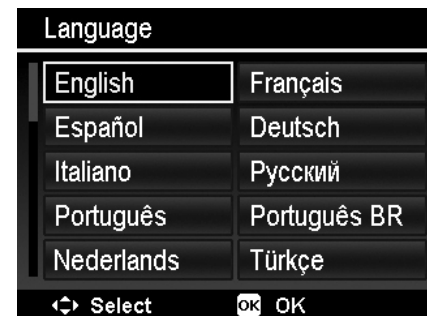 Language
English Français
Español Deutsch
Italiano Русский
Português Português BR
Nederlands Türkçe
Select OK OK